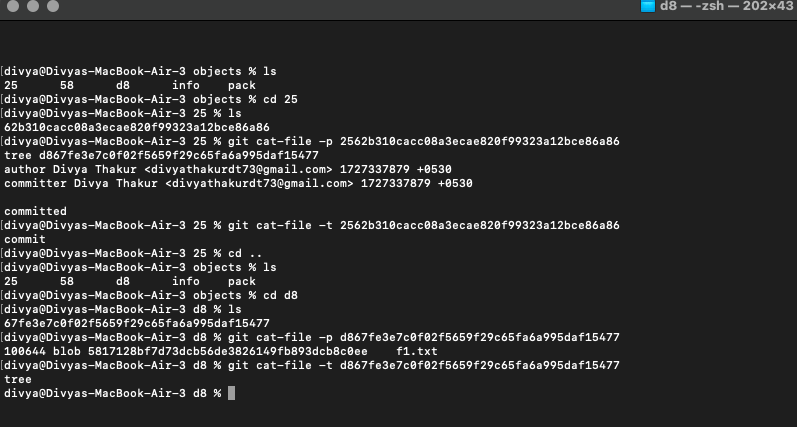 d8 — -zsh — 202×43
[divya@Divyas-MacBook-Air-3 objects % ls
25 58 d8 info pack
[divya@Divyas-MacBook-Air-3 objects % cd 25
[divya@Divyas-MacBook-Air-3 25 % ls
62b310cacc08a3ecae820f99323a12bce86a86
[divya@Divyas-MacBook-Air-3 25 % git cat-file -p 2562b310cacc08a3ecae820f99323a12bce86a86
tree d867fe3e7c0f02f5659f29c65fa6a995daf15477
author Divya Thakur <divyathakurdt73@gmail.com> 1727337879 +0530
committer Divya Thakur <divyathakurdt73@gmail.com> 1727337879 +0530
committed
[divya@Divyas-MacBook-Air-3 25 % git cat-file -t 2562b310cacc08a3ecae820f99323a12bce86a86
commit
[divya@Divyas-MacBook-Air-3 25 % cd ..
[divya@Divyas-MacBook-Air-3 objects % ls
25 58 d8 info pack
[divya@Divyas-MacBook-Air-3 objects % cd d8
[divya@Divyas-MacBook-Air-3 d8 % ls
67fe3e7c0f02f5659f29c65fa6a995daf15477
[divya@Divyas-MacBook-Air-3 d8 % git cat-file -p d867fe3e7c0f02f5659f29c65fa6a995daf15477
100644 blob 5817128bf7d73dcb56de3826149fb893dcb8c0ee f1.txt
[divya@Divyas-MacBook-Air-3 d8 % git cat-file -t d867fe3e7c0f02f5659f29c65fa6a995daf15477
tree
divya@Divyas-MacBook-Air-3 d8 %